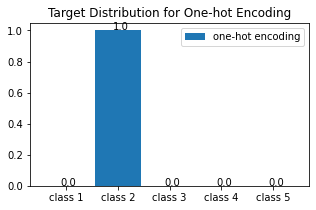 Target Distribution for One-hot Encoding
one-hot encoding
1.0
0.8
0.6
0.4
0.2
0.0
1.0
0.0 0.0 0.0 0.0
class 1 class 2 class 3 class 4 class 5